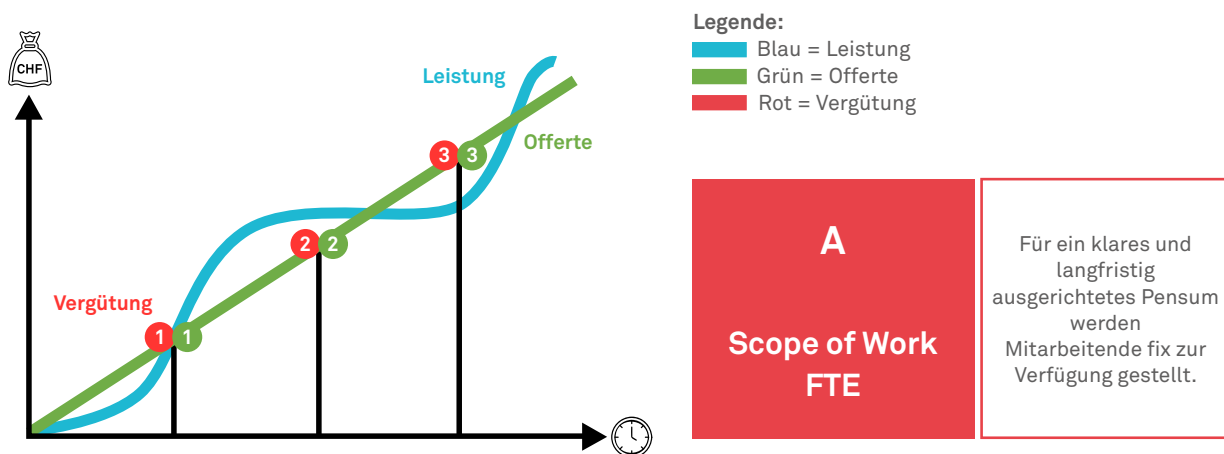 CHF
Leistung
Offerte
3 3
2 2
Vergütung
1 1
Legende:
Blau = Leistung
Grün = Offerte
Rot = Vergütung
A
Scope of Work
FTE
Für ein klares und
langfristig
ausgerichtetes Pensum
werden
Mitarbeitende fix zur
Verfügung gestellt.